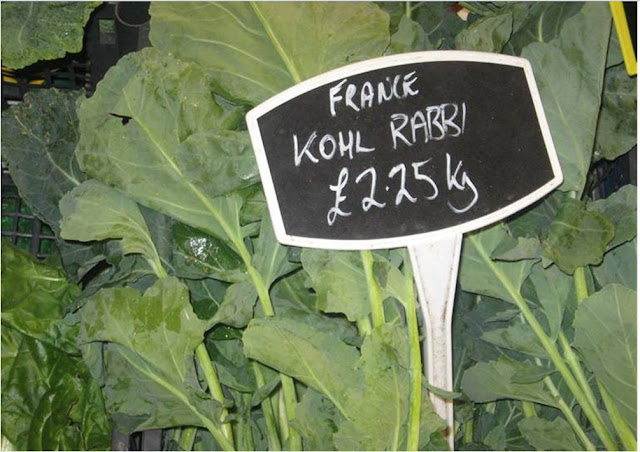 FRANCE
KOHL RABBI
£2.25 kg